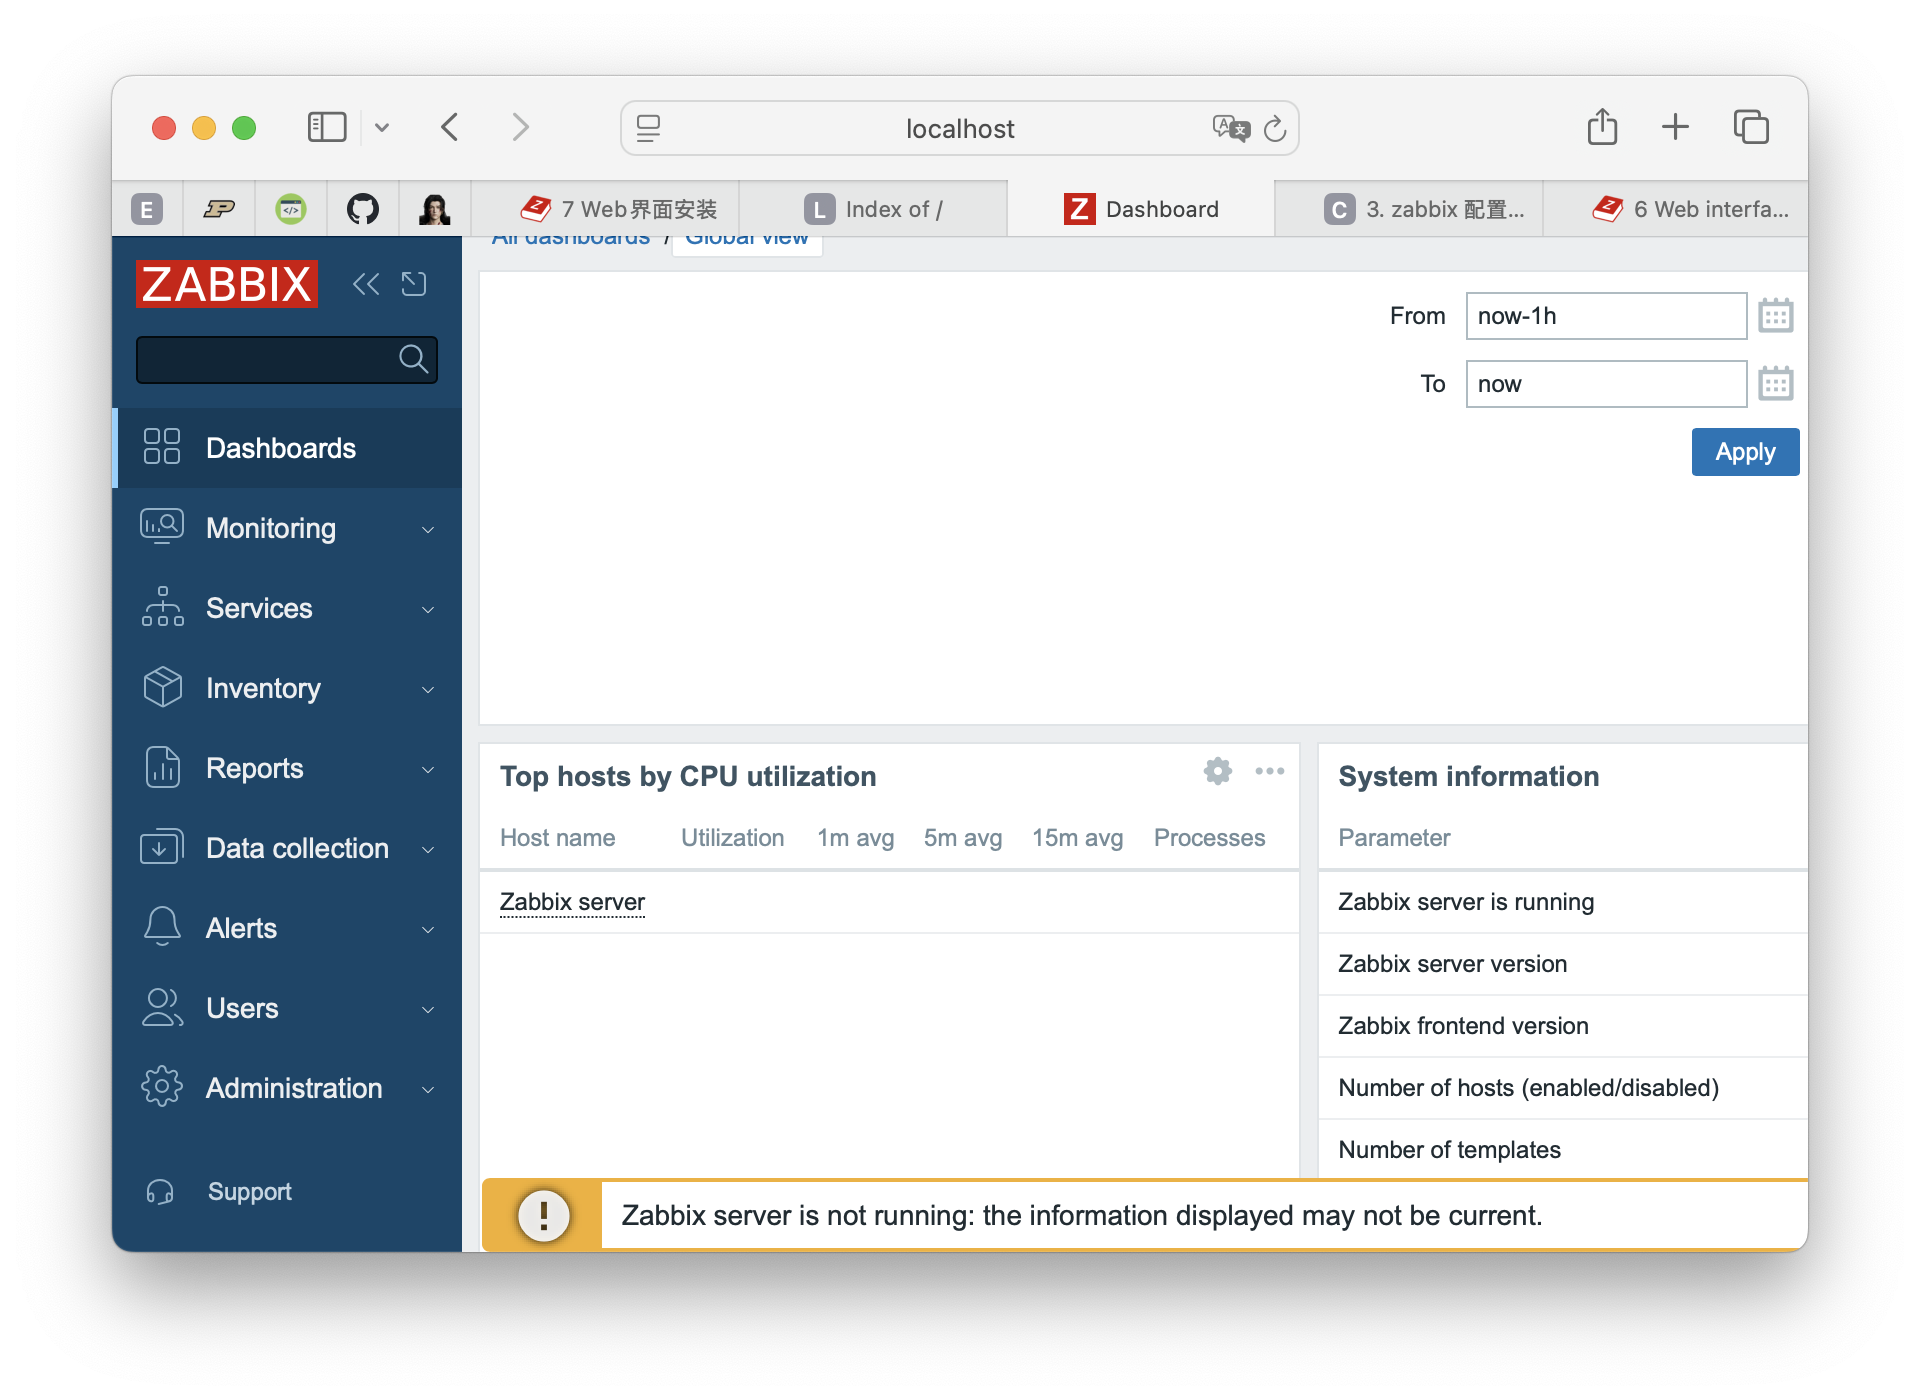 localhost
E
7 Web界面安装
L Index of /
Z Dashboard
C 3. zabbix 配置...
6 Web interfa...
All dashboards / Global view
ZABBIX
From now-1h
To now
Apply
Dashboards
Monitoring
Services
Inventory
Reports
Data collection
Alerts
Users
Administration
Support
Top hosts by CPU utilization
Host name Utilization 1m avg 5m avg 15m avg Processes
Zabbix server
System information
Parameter
Zabbix server is running
Zabbix server version
Zabbix frontend version
Number of hosts (enabled/disabled)
Number of templates
Zabbix server is not running: the information displayed may not be current.